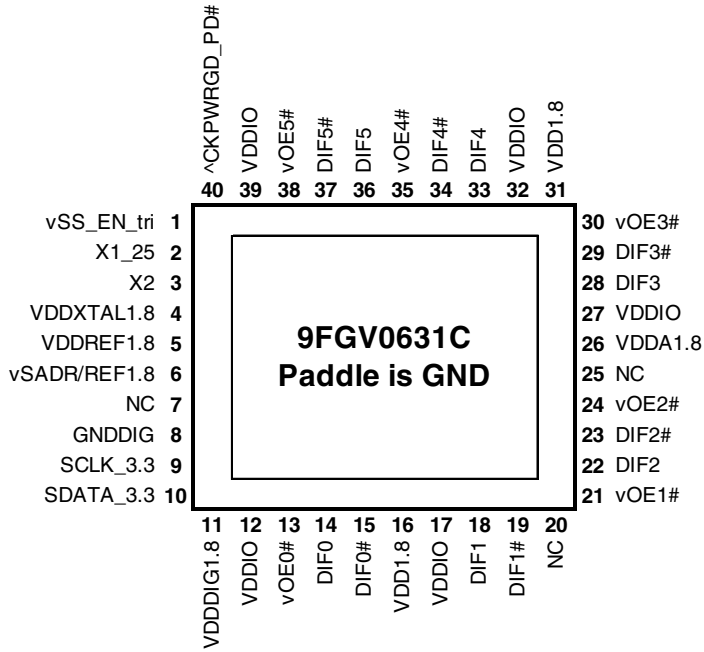 ^CKPWRGD_PD#
VDDIO
vOE5#
DIF5#
DIF5
vOE4#
DIF4#
DIF4
VDDIO
VDD1.8
40 39 38 37 36 35 34 33 32 31
vSS_EN_tri 1
X1_25 2
X2 3
VDDXTAL1.8 4
VDDREF1.8 5
vSADR/REF1.8 6
NC 7
GNDDIG 8
SCLK_3.3 9
SDATA_3.3 10
9FGV0631C
Paddle is GND
30 vOE3#
29 DIF3#
28 DIF3
27 VDDIO
26 VDDA1.8
25 NC
24 vOE2#
23 DIF2#
22 DIF2
21 vOE1#
11 12 13 14 15 16 17 18 19 20
VDDDIG1.8
VDDIO
vOE0#
DIF0
DIF0#
VDD1.8
VDDIO
DIF1
DIF1#
NC